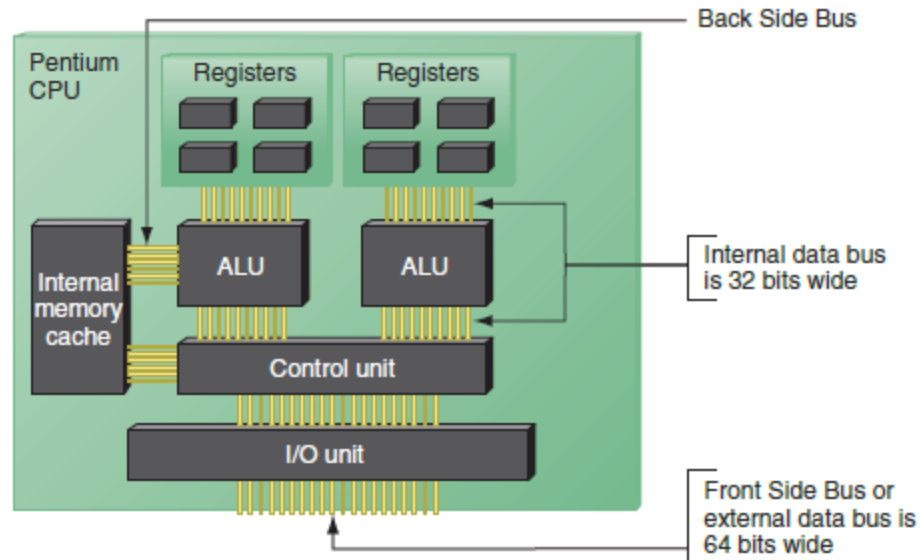 Back Side Bus
Pentium
CPU
Registers
Registers
ALU
ALU
Internal
memory
cache
Internal data bus
is 32 bits wide
Control unit
I/O unit
Front Side Bus or
external data bus is
64 bits wide